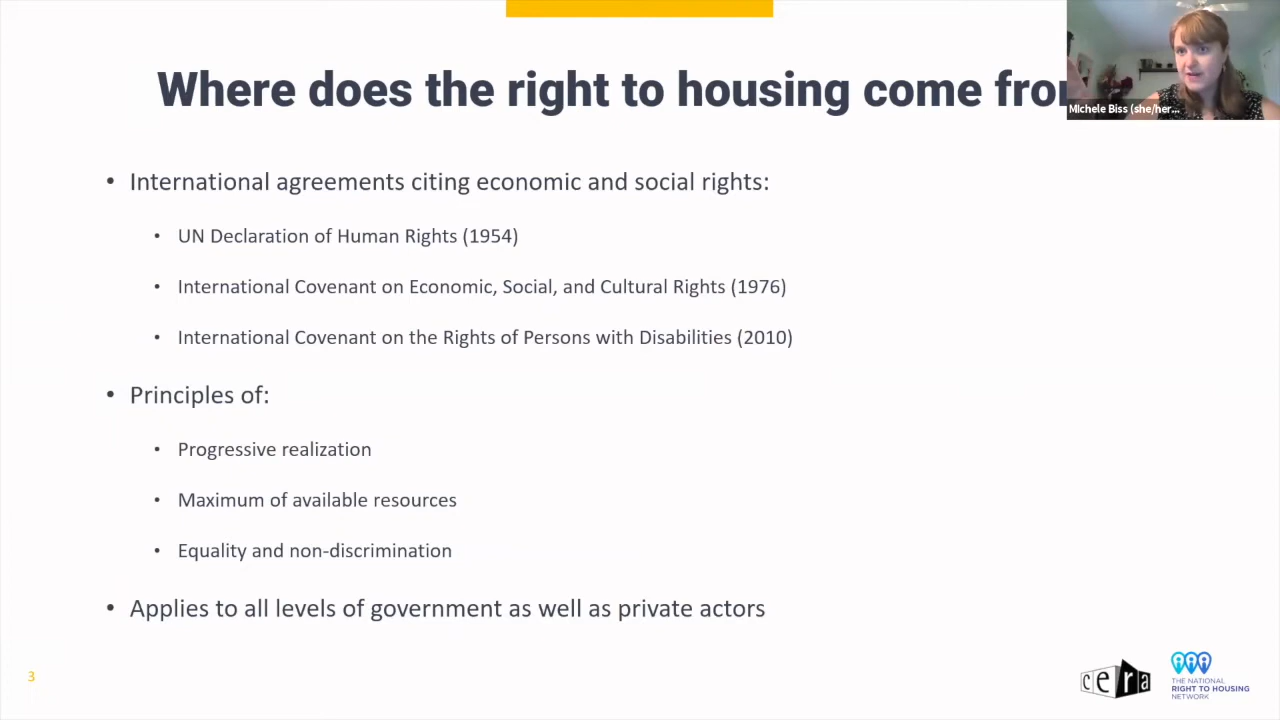 Where does the right to housing come fro
Michele Biss (she/her...
• International agreements citing economic and social rights:
• UN Declaration of Human Rights (1954)
• International Covenant on Economic, Social, and Cultural Rights (1976)
• International Covenant on the Rights of Persons with Disabilities (2010)
• Principles of:
• Progressive realization
• Maximum of available resources
• Equality and non-discrimination
• Applies to all levels of government as well as private actors
3
cera
THE NATIONAL
RIGHT TO HOUSING
NETWORK